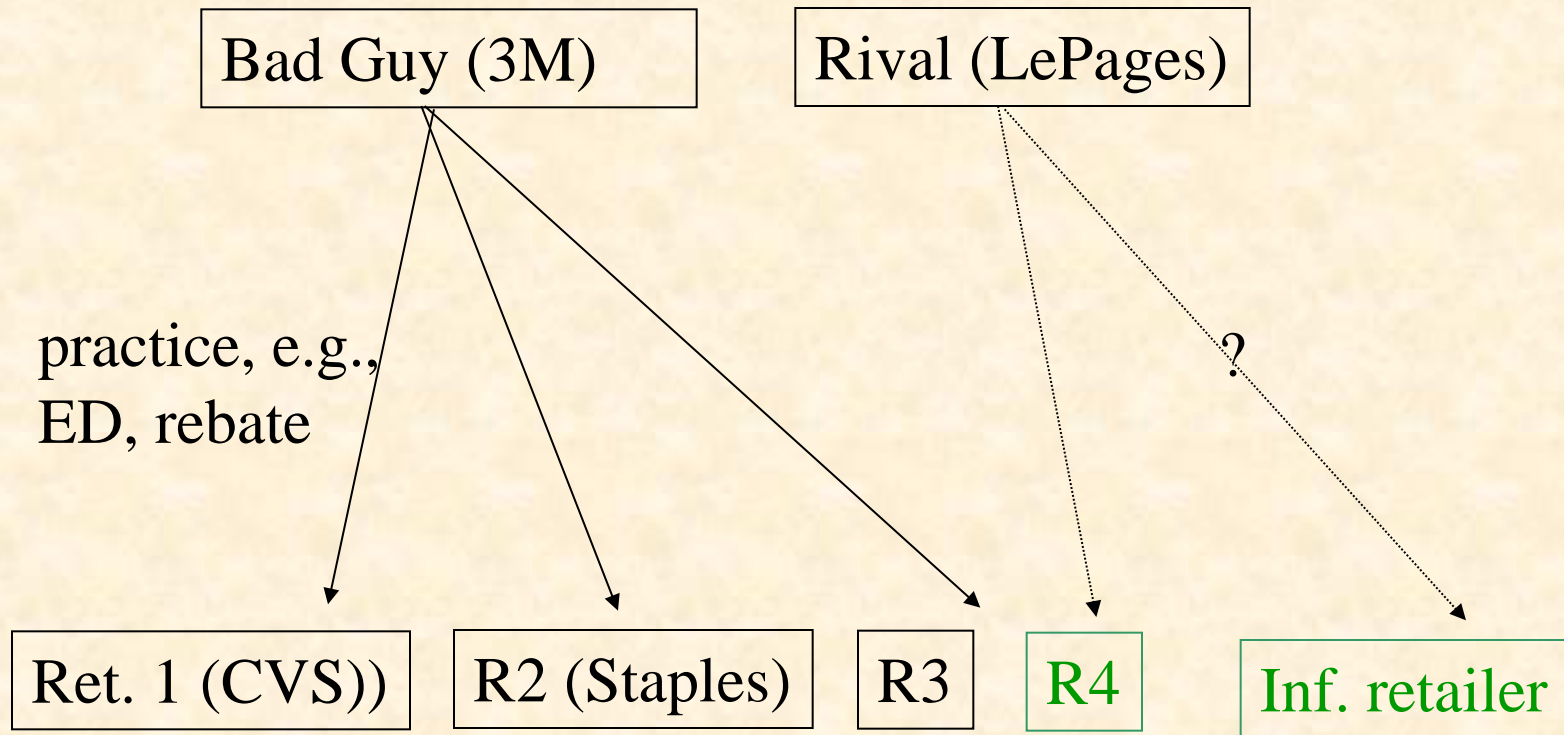 Bad Guy (3M)
Rival (LePages)
practice, e.g.,
ED, rebate
?
Ret. 1 (CVS))
R2 (Staples)
R3
R4
Inf. retailer